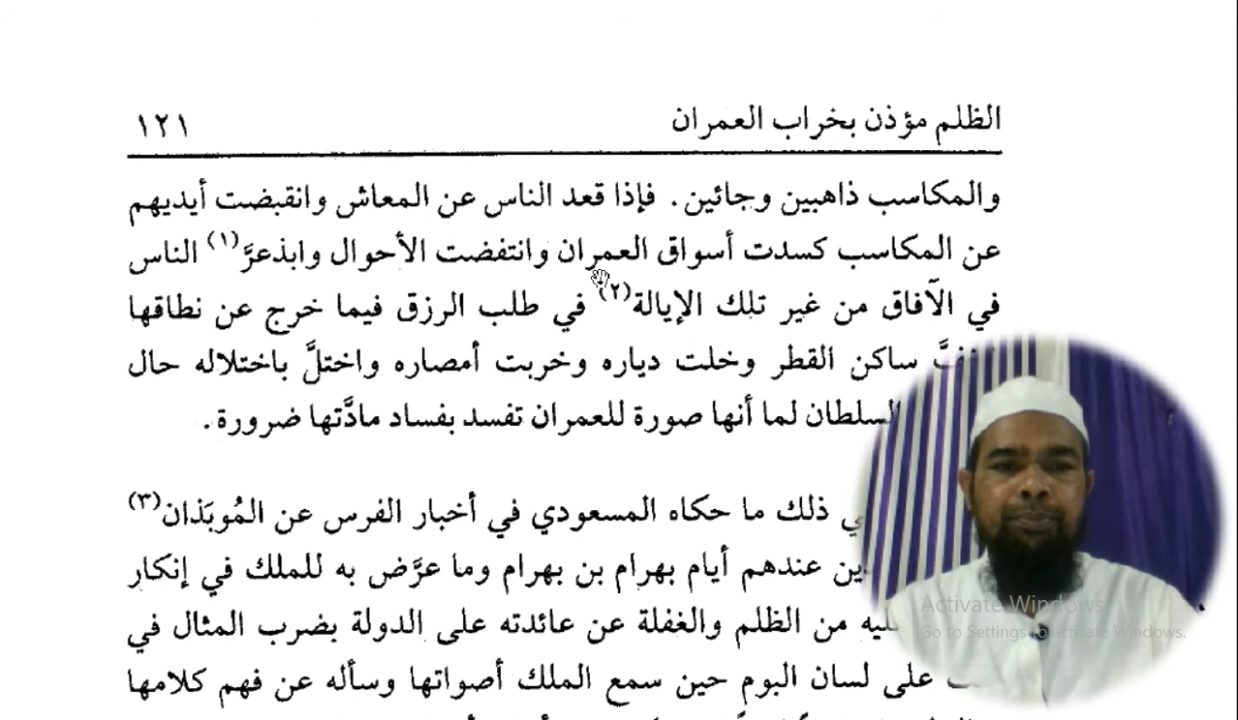 الظلم مؤذن بخراب العمران ١٢١
والمكاسب ذاهبين وجائين. فإذا قعد الناس عن المعاش وانقبضت أيديهم
عن المكاسب كسدت أسواق العمران وانتفضت الأحوال وابذعرَّ(١) الناس
في الآفاق من غير تلك الإيالة(٢) في طلب الرزق فيما خرج عن نطاقها
ساكن القطر وخلت دياره وخربت أمصاره واختلَّ باختلاله حال
السلطان لما أنها صورة للعمران تفسد بفساد مادَّتها ضرورة.
ذلك ما حكاه المسعودي في أخبار الفرس عن المُوبَذان(٣)
عندهم أيام بهرام بن بهرام وما عرَّض به للملك في إنكار
من الظلم والغفلة عن عائدته على الدولة بضرب المثال في
على لسان البوم حين سمع الملك أصواتها وسأله عن فهم كلامها
Activate Windows
Go to Settings to activate Windows.